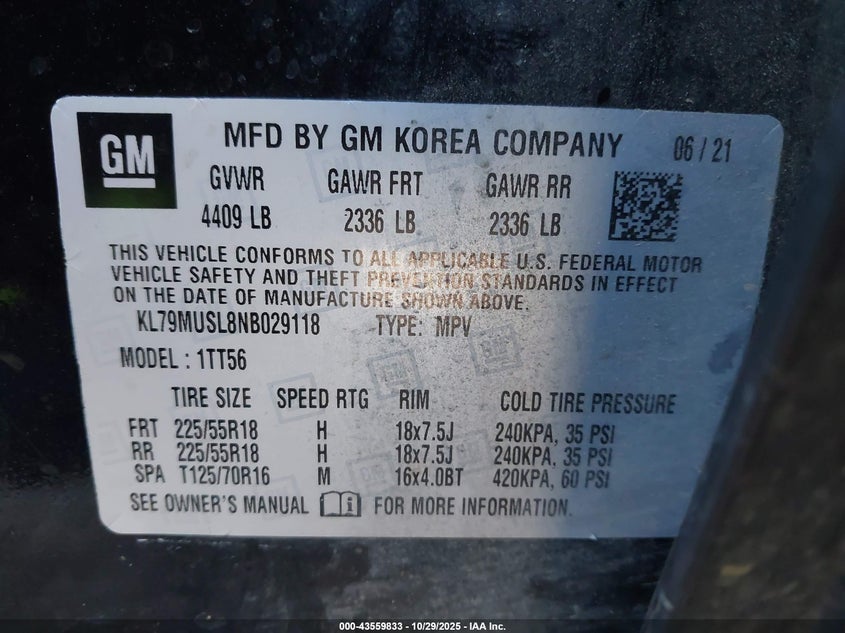 GM
MFD BY GM KOREA COMPANY 06 / 21
GVWR GAWR FRT GAWR RR
4409 LB 2336 LB 2336 LB
THIS VEHICLE CONFORMS TO ALL APPLICABLE U.S. FEDERAL MOTOR
VEHICLE SAFETY AND THEFT PREVENTION STANDARDS IN EFFECT
ON THE DATE OF MANUFACTURE SHOWN ABOVE.
KL79MUSL8NB029118 TYPE: MPV
MODEL : 1TT56
TIRE SIZE SPEED RTG RIM COLD TIRE PRESSURE
FRT 225/55R18 H 18x7.5J 240KPA, 35 PSI
RR 225/55R18 H 18x7.5J 240KPA, 35 PSI
SPA T125/70R16 M 16x4.0BT 420KPA, 60 PSI
SEE OWNER'S MANUAL i FOR MORE INFORMATION.
000-43559833 - 10/29/2025 - IAA Inc.